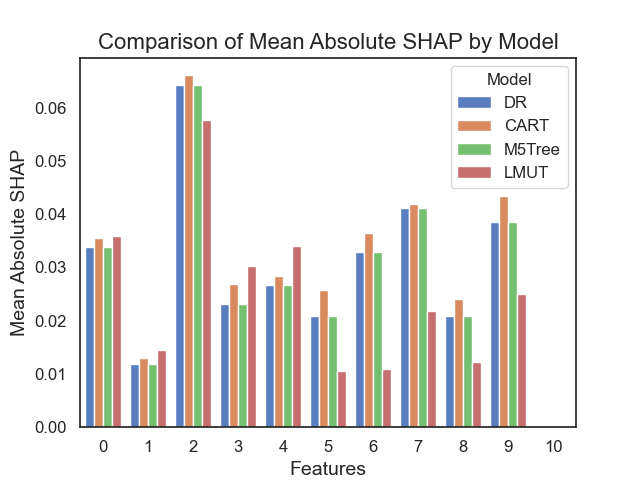 Comparison of Mean Absolute SHAP by Model
Model
DR
CART
M5Tree
LMUT
Mean Absolute SHAP
0.06
0.05
0.04
0.03
0.02
0.01
0.00
0 1 2 3 4 5 6 7 8 9 10
Features